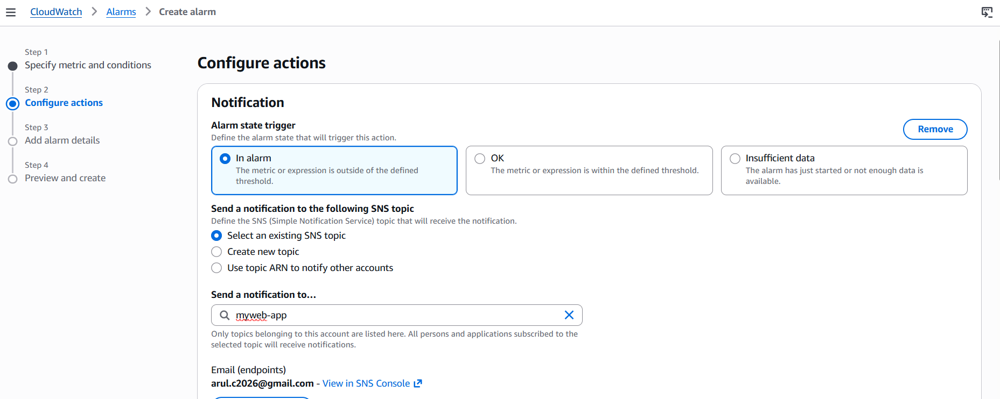 CloudWatch > Alarms > Create alarm
Step 1
Specify metric and conditions
Step 2
Configure actions
Step 3
Add alarm details
Step 4
Preview and create
Configure actions
Notification
Alarm state trigger
Define the alarm state that will trigger this action.
Remove
In alarm
The metric or expression is outside of the defined
threshold.
OK
The metric or expression is within the defined threshold.
Insufficient data
The alarm has just started or not enough data is
available.
Send a notification to the following SNS topic
Define the SNS (Simple Notification Service) topic that will receive the notification.
Select an existing SNS topic
Create new topic
Use topic ARN to notify other accounts
Send a notification to…
myweb-app
Only topics belonging to this account are listed here. All persons and applications subscribed to the
selected topic will receive notifications.
Email (endpoints)
arul.c2026@gmail.com - View in SNS Console